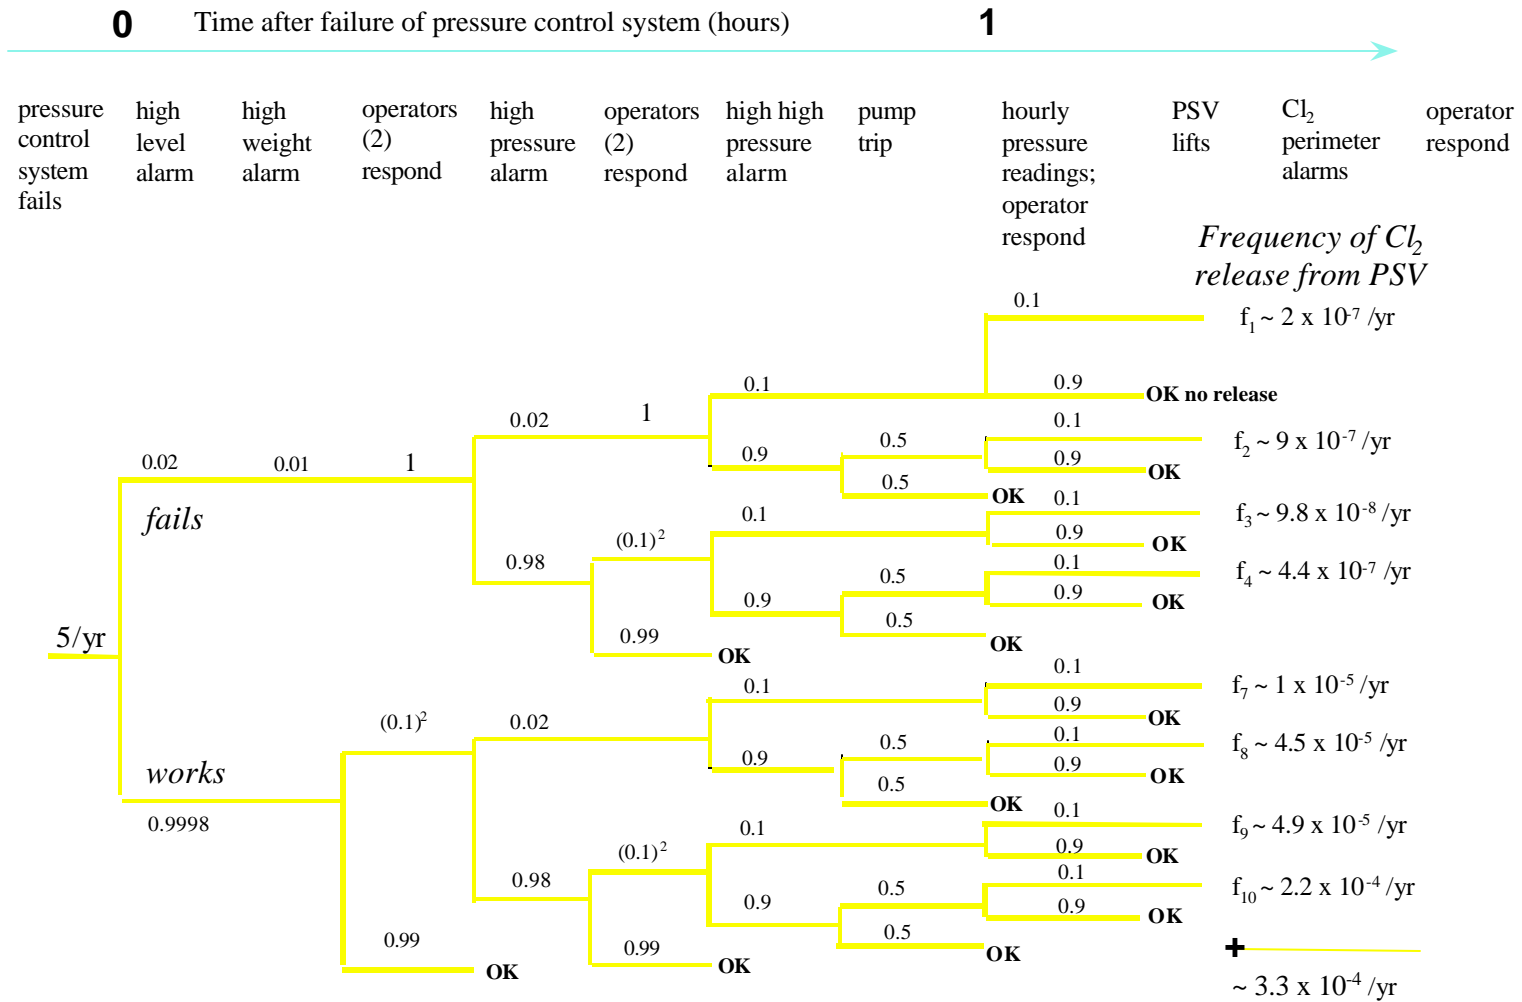 0 Time after failure of pressure control system (hours) 1
pressure
control
system
fails
high
level
alarm
high
weight
alarm
operators
(2)
respond
high
pressure
alarm
operators
(2)
respond
high high
pressure
alarm
pump
trip
hourly
pressure
readings;
operator
respond
PSV
lifts
Cl₂
perimeter
alarms
operator
respond
Frequency of Cl₂
release from PSV
0.1
f₁ ~ 2 x 10⁻⁷ /yr
0.1
0.9
OK no release
0.02
1
0.1
0.5
f₂ ~ 9 x 10⁻⁷ /yr
0.9
0.9
OK
0.02
0.01
1
0.5
OK
fails
0.1
0.1
f₃ ~ 9.8 x 10⁻⁸ /yr
(0.1)²
0.9
OK
0.98
0.1
0.5
f₄ ~ 4.4 x 10⁻⁷ /yr
0.9
0.9
OK
0.5
OK
5/yr
0.99
OK
0.1
0.1
f₇ ~ 1 x 10⁻⁵ /yr
0.9
OK
(0.1)²
0.02
0.1
0.5
f₈ ~ 4.5 x 10⁻⁵ /yr
0.9
0.9
OK
works
0.5
OK
0.9998
0.1
0.1
f₉ ~ 4.9 x 10⁻⁵ /yr
(0.1)²
0.9
OK
0.98
0.1
0.5
f₁₀ ~ 2.2 x 10⁻⁴ /yr
0.9
0.9
OK
0.5
OK
0.99
OK
0.99
OK
+
~ 3.3 x 10⁻⁴ /yr